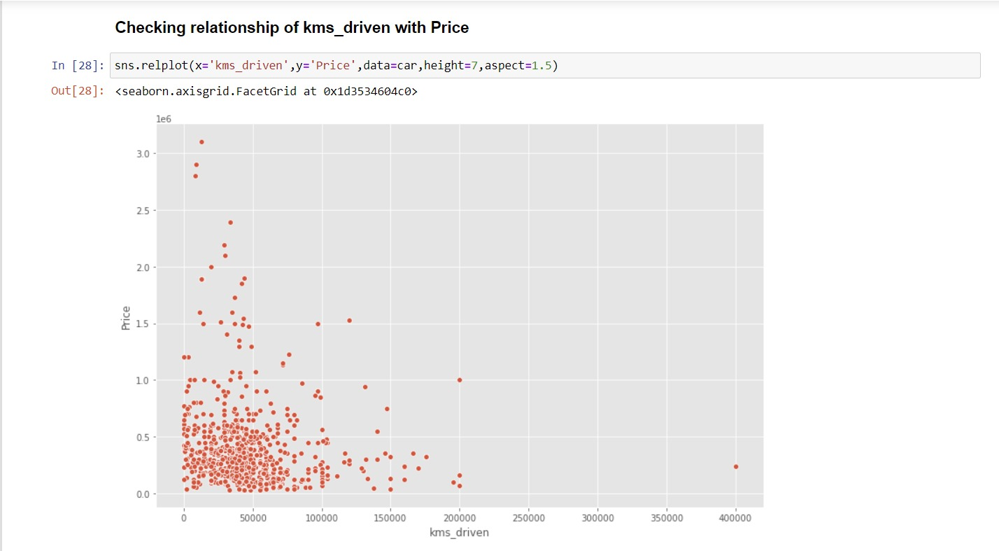 Checking relationship of kms_driven with Price
In [28]: sns.relplot(x='kms_driven',y='Price',data=car,height=7,aspect=1.5)
Out[28]: <seaborn.axisgrid.FacetGrid at 0x1d3534604c0>
1e6
3.0
2.5
2.0
1.5
1.0
0.5
0.0
Price
0 50000 100000 150000 200000 250000 300000 350000 400000
kms_driven